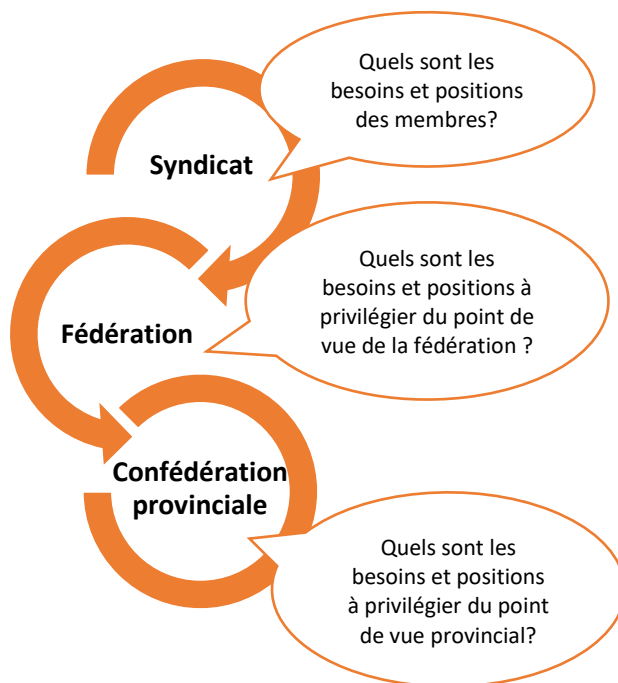 Quels sont les
besoins et positions
des membres?
Syndicat
Quels sont les
besoins et positions à
privilégier du point de
vue de la fédération ?
Fédération
Confédération
provinciale
Quels sont les
besoins et positions
à privilégier du point
de vue provincial?